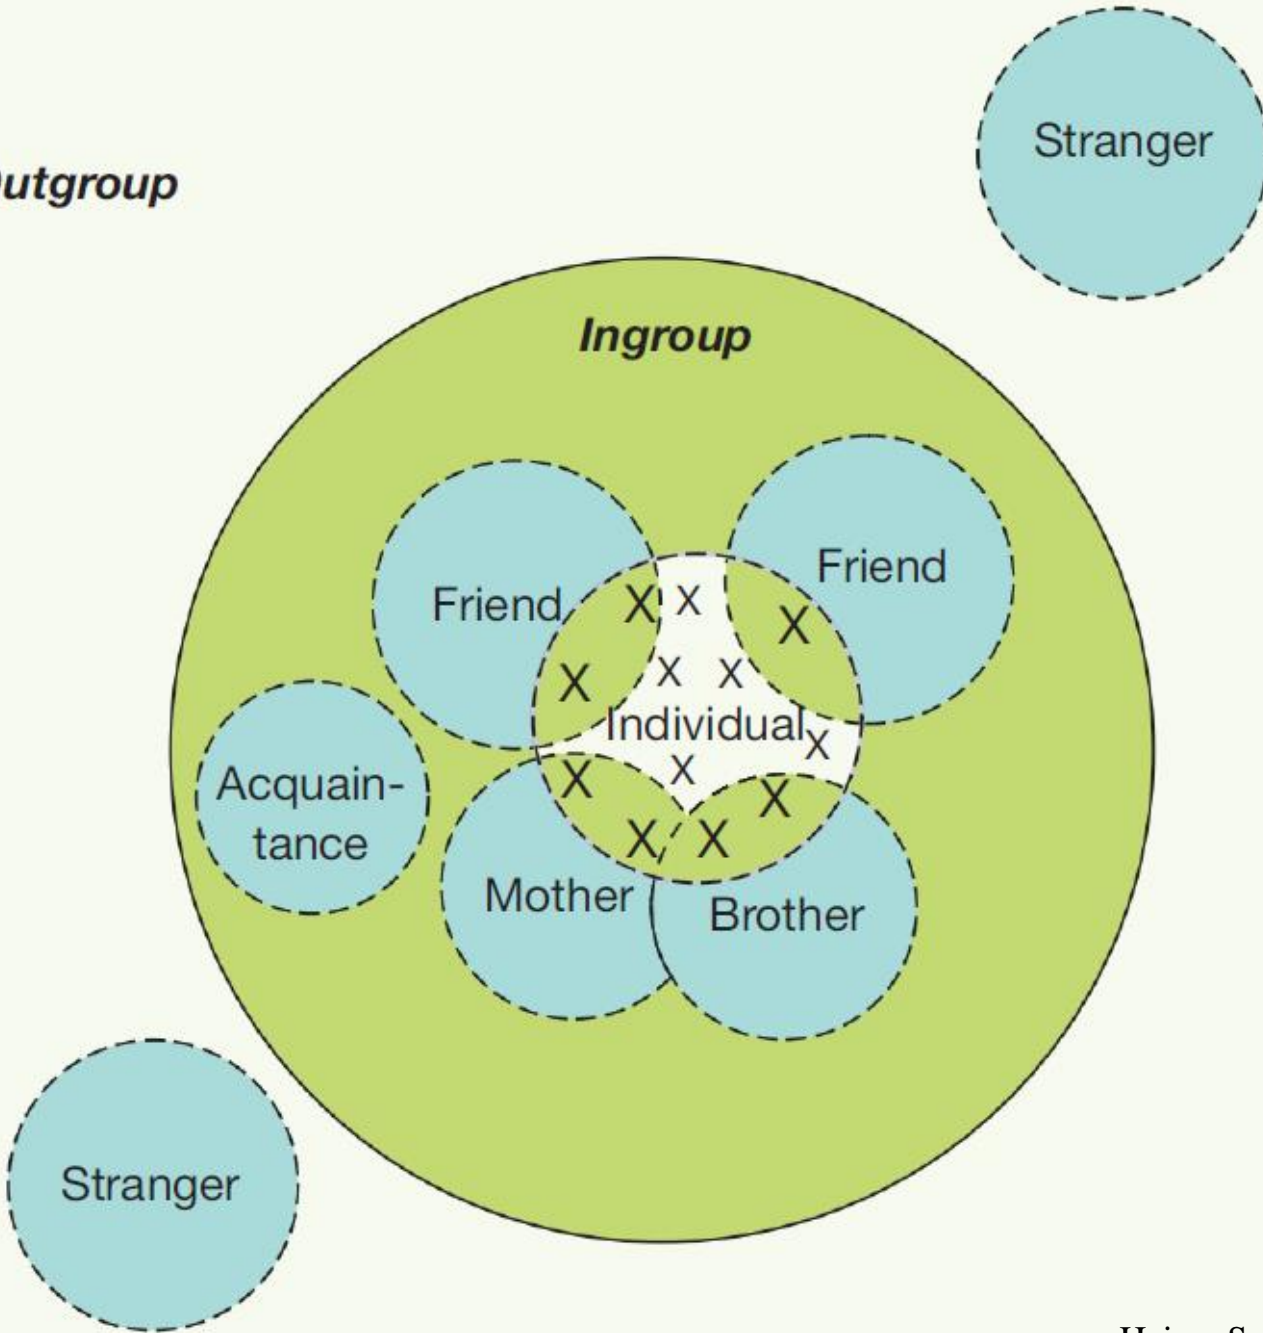 Stranger
utgroup
Ingroup
Friend
Friend
X
X
X
X
X
X
Individual
X
X
X
Acquain-
tance
X
X
X
Mother
Brother
Stranger